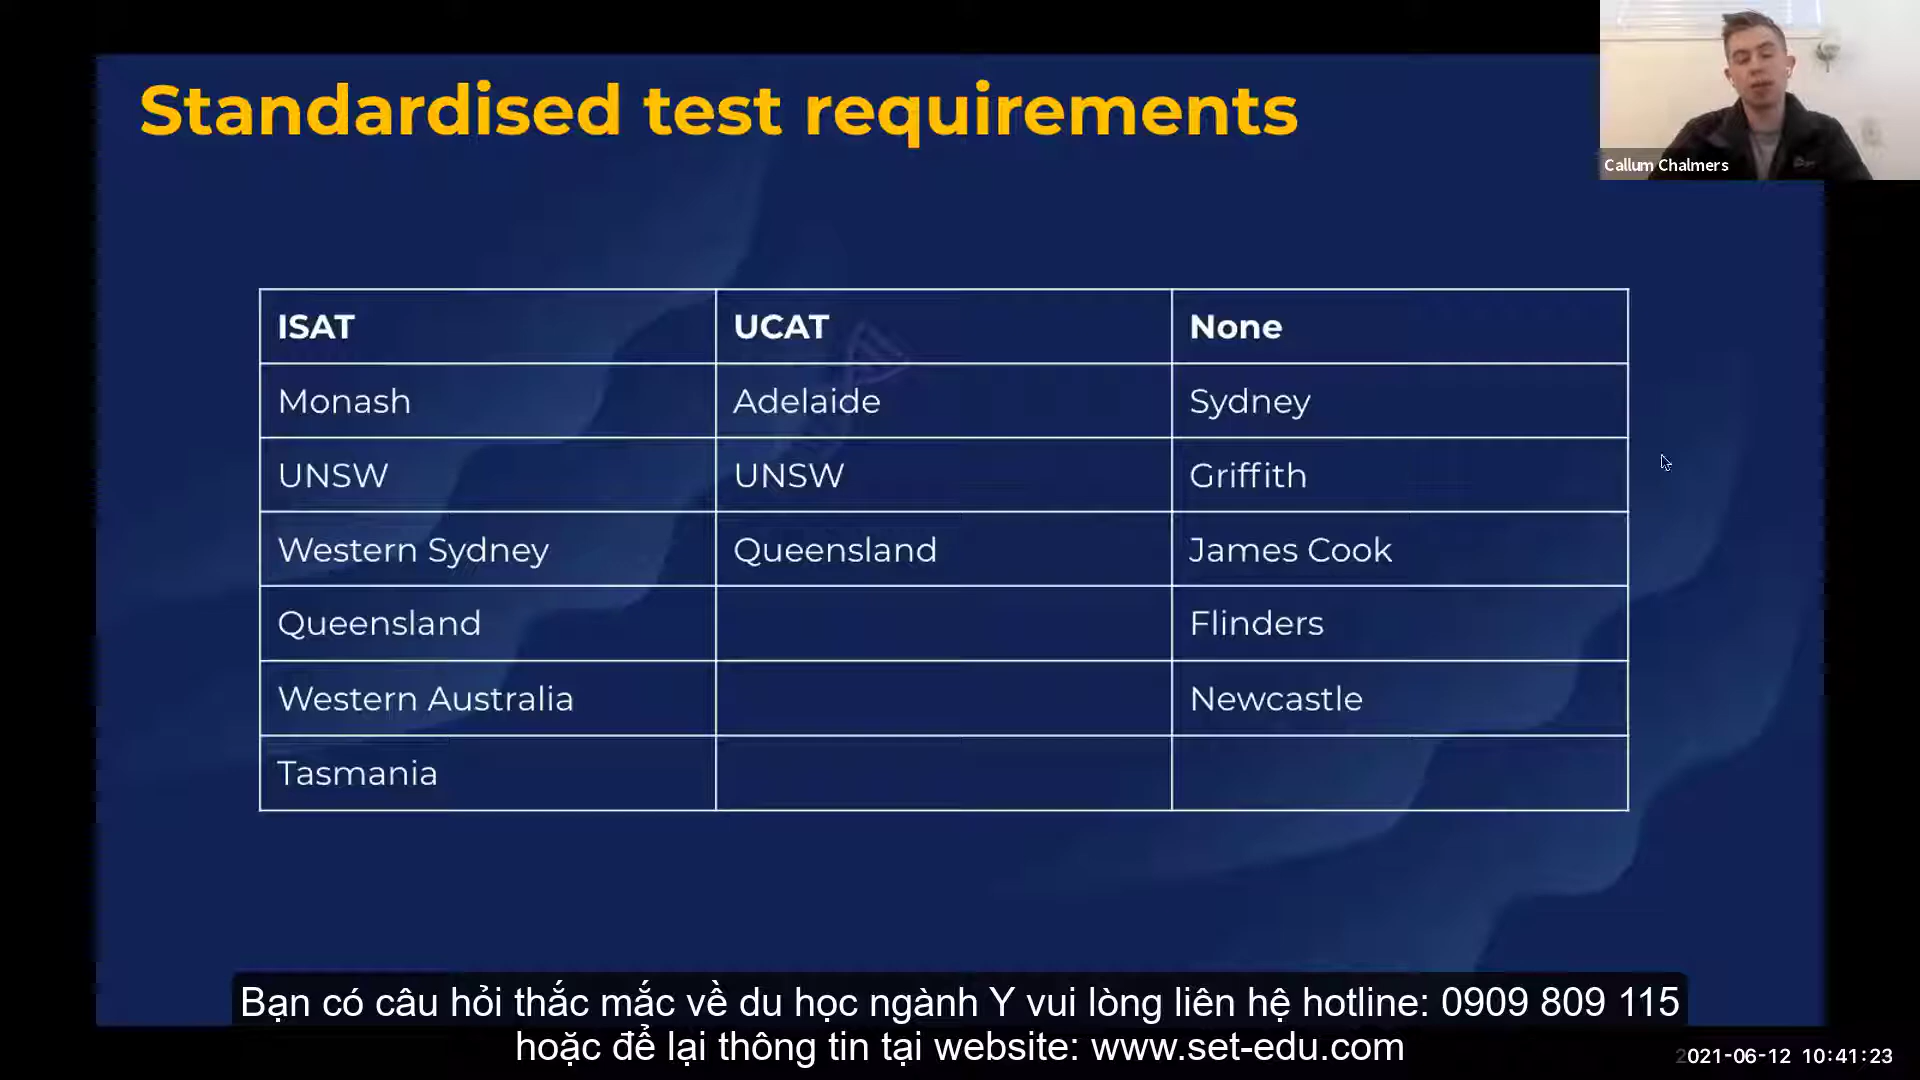 Standardised test requirements
Callum Chalmers
ISAT UCAT None
Monash Adelaide Sydney
UNSW UNSW Griffith
Western Sydney Queensland James Cook
Queensland Flinders
Western Australia Newcastle
Tasmania
Bạn có câu hỏi thắc mắc về du học ngành Y vui lòng liên hệ hotline: 0909 809 115
hoặc để lại thông tin tại website: www.set-edu.com
2021-06-12 10:41:23